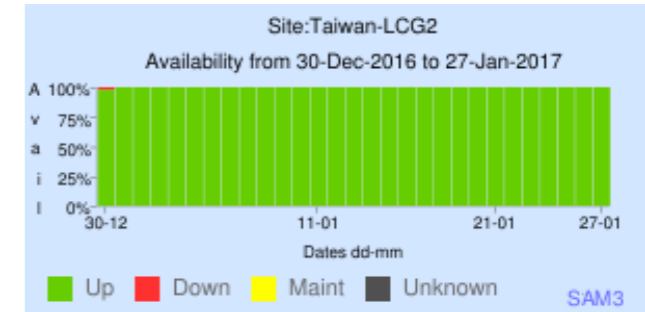 Site:Taiwan-LCG2
Availability from 30-Dec-2016 to 27-Jan-2017
A 100%
v 75%
a 50%
i 25%
l 0%
30-12 11-01 21-01 27-01
Dates dd-mm
Up Down Maint Unknown
SAM3